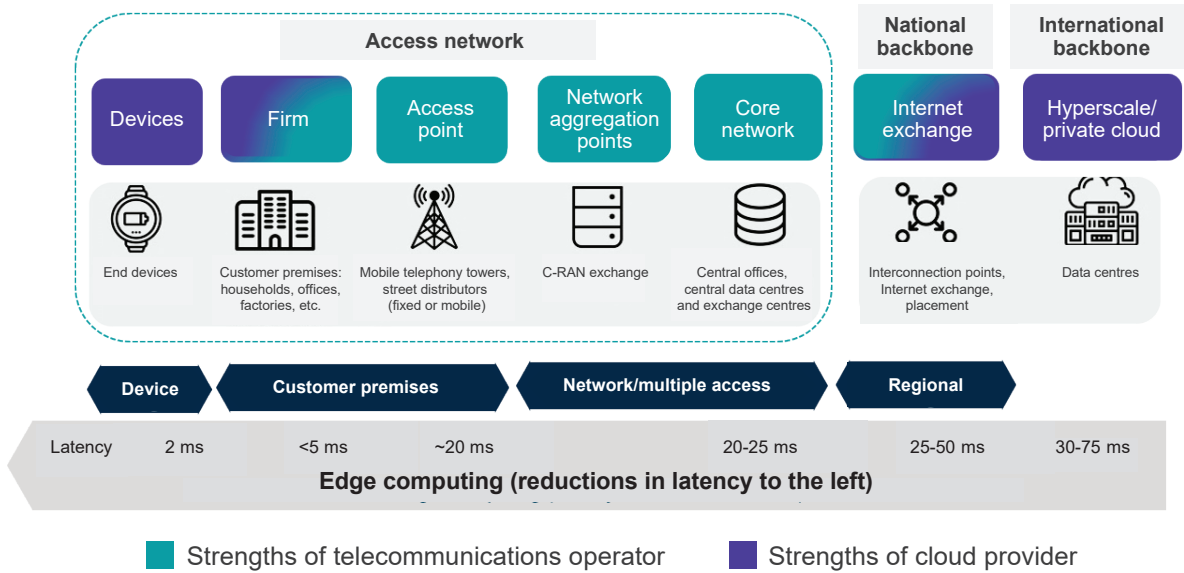 Access network
National
backbone
International
backbone
Devices
Firm
Access
point
Network
aggregation
points
Core
network
Internet
exchange
Hyperscale/
private cloud
End devices
Customer premises:
households, offices,
factories, etc.
Mobile telephony towers,
street distributors
(fixed or mobile)
C-RAN exchange
Central offices,
central data centres
and exchange centres
Interconnection points,
Internet exchange,
placement
Data centres
Device
Customer premises
Network/multiple access
Regional
Latency
2 ms
<5 ms
~20 ms
20-25 ms
25-50 ms
30-75 ms
Edge computing (reductions in latency to the left)
Strengths of telecommunications operator
Strengths of cloud provider